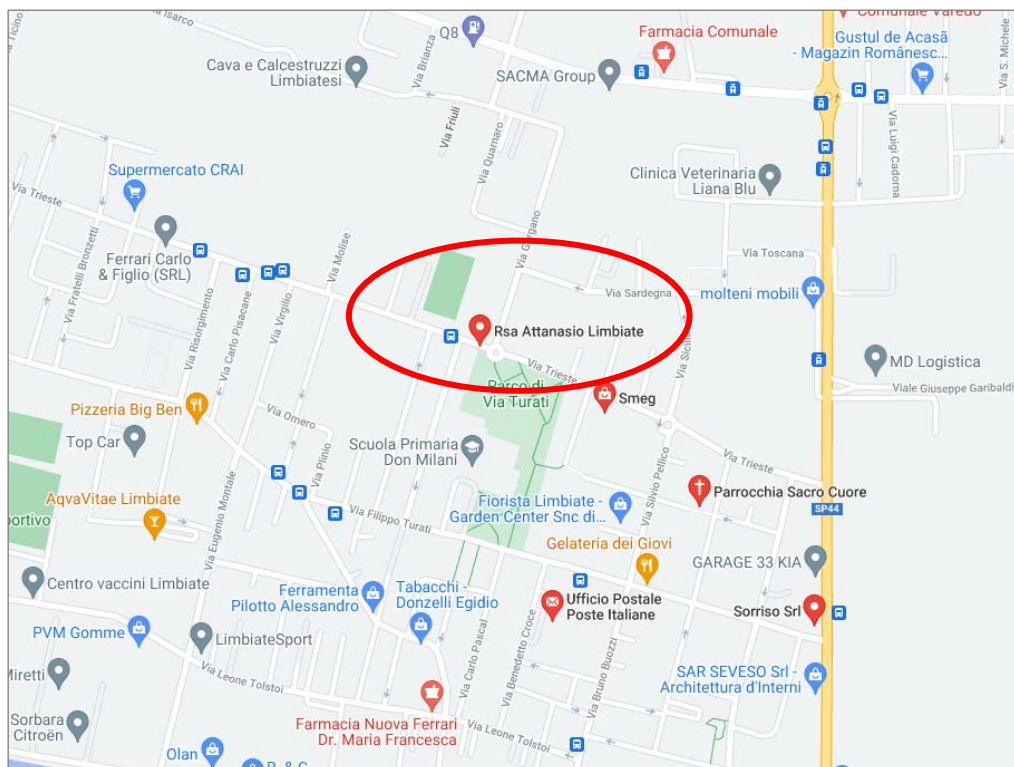 Via Isarco
Q8
Via Brianza
Farmacia Comunale
Comunale Varedo
Gustul de Acasă
- Magazin Românesc...
Via S. Michele
Cava e Calcestruzzi
Limbiatesi
SACMA Group
Via Friuli
Via Quarnaro
Via Luigi Cadorna
Supermercato CRAI
Clinica Veterinaria
Liana Blu
Via Trieste
Ferrari Carlo
& Figlio (SRL)
Via Fratelli Bronzetti
Via Molise
Via Gargano
Via Toscana
Via Sardegna
molteni mobili
Via Risorgimento
Via Carlo Pisacane
Via Virgilio
Rsa Attanasio Limbiate
Via Sicilia
MD Logistica
Via Trieste
Parco di
Via Turati
Smeg
Viale Giuseppe Garibaldi
Pizzeria Big Ben
Via Omero
Top Car
Scuola Primaria
Don Milani
Via Plinio
Via Trieste
Via Silvio Pellico
Parrocchia Sacro Cuore
AqvaVitae Limbiate
Via Eugenio Montale
Fiorista Limbiate -
Garden Center Snc di...
SP44
portivo
Via Filippo Turati
Gelateria dei Giovi
GARAGE 33 KIA
Centro vaccini Limbiate
Ferramenta
Pilotto Alessandro
Tabacchi -
Donzelli Egidio
Ufficio Postale
Poste Italiane
Sorriso Srl
PVM Gomme
LimbiateSport
Via Carlo Pascal
Via Benedetto Croce
Via Bruno Buozzi
Miretti
Via Leone Tolstoi
SAR SEVESO Srl -
Architettura d'Interni
Sorbara
Citroën
Farmacia Nuova Ferrari
Dr. Maria Francesca
Via Leone Tolstoi
Olan